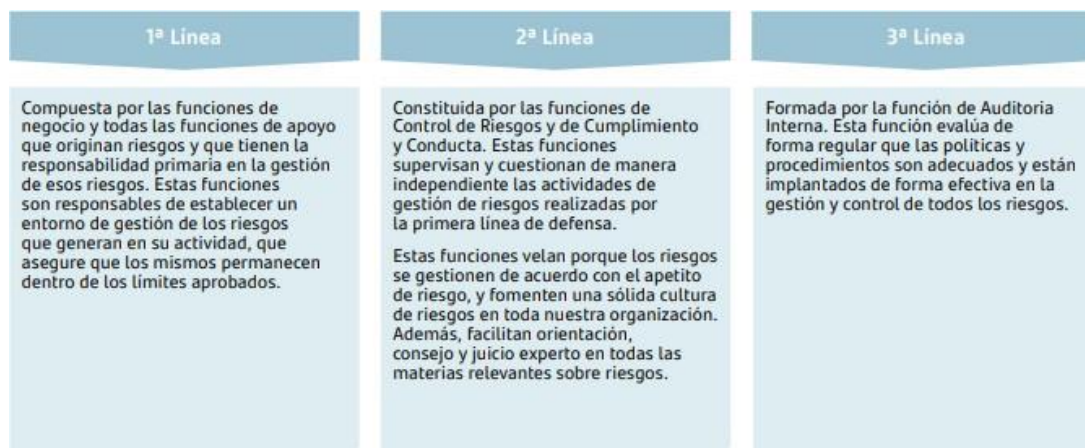 1ª Línea
Compuesta por las funciones de
negocio y todas las funciones de apoyo
que originan riesgos y que tienen la
responsabilidad primaria en la gestión
de esos riesgos. Estas funciones
son responsables de establecer un
entorno de gestión de los riesgos
que generan en su actividad, que
asegure que los mismos permanecen
dentro de los límites aprobados.
2ª Línea
Constituida por las funciones de
Control de Riesgos y de Cumplimiento
y Conducta. Estas funciones
supervisan y cuestionan de manera
independiente las actividades de
gestión de riesgos realizadas por
la primera línea de defensa.
Estas funciones velan porque los riesgos
se gestionen de acuerdo con el apetito
de riesgo, y fomenten una sólida cultura
de riesgos en toda nuestra organización.
Además, facilitan orientación,
consejo y juicio experto en todas las
materias relevantes sobre riesgos.
3ª Línea
Formada por la función de Auditoria
Interna. Esta función evalúa de
forma regular que las políticas y
procedimientos son adecuados y están
implantados de forma efectiva en la
gestión y control de todos los riesgos.